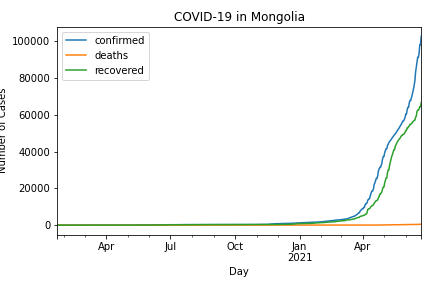 COVID-19 in Mongolia
confirmed
deaths
recovered
Number of Cases
100000
80000
60000
40000
20000
0
Apr
Jul
Oct
Jan
2021
Apr
Day